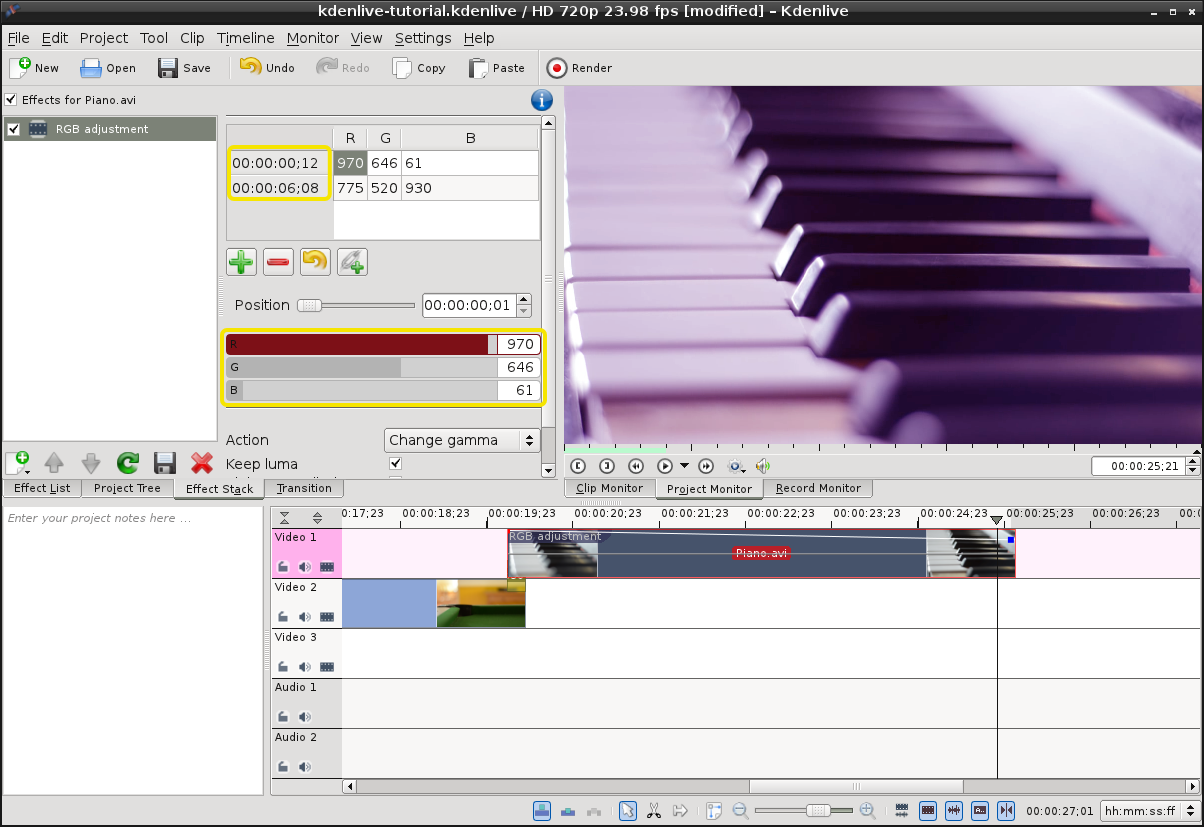 kdenlive-tutorial.kdenlive / HD 720p 23.98 fps [modified] – Kdenlive
File Edit Project Tool Clip Timeline Monitor View Settings Help
New Open Save Undo Redo Copy Paste Render
Effects for Piano.avi
RGB adjustment
R G B
00:00:00;12 970 646 61
00:00:06;08 775 520 930
Position 00:00:00;01
R 970
G 646
B 61
Action Change gamma
Keep luma
00:00:25;21
Effect List Project Tree Effect Stack Transition
Clip Monitor Project Monitor Record Monitor
Enter your project notes here ...
0:17;23 00:00:18;23 00:00:19;23 00:00:20;23 00:00:21;23 00:00:22;23 00:00:23;23 00:00:24;23 00:00:25;23 00:00:26;23 00:0
Video 1
RGB adjustment
Piano.avi
Video 2
Video 3
Audio 1
Audio 2
00:00:27;01 hh:mm:ss:ff